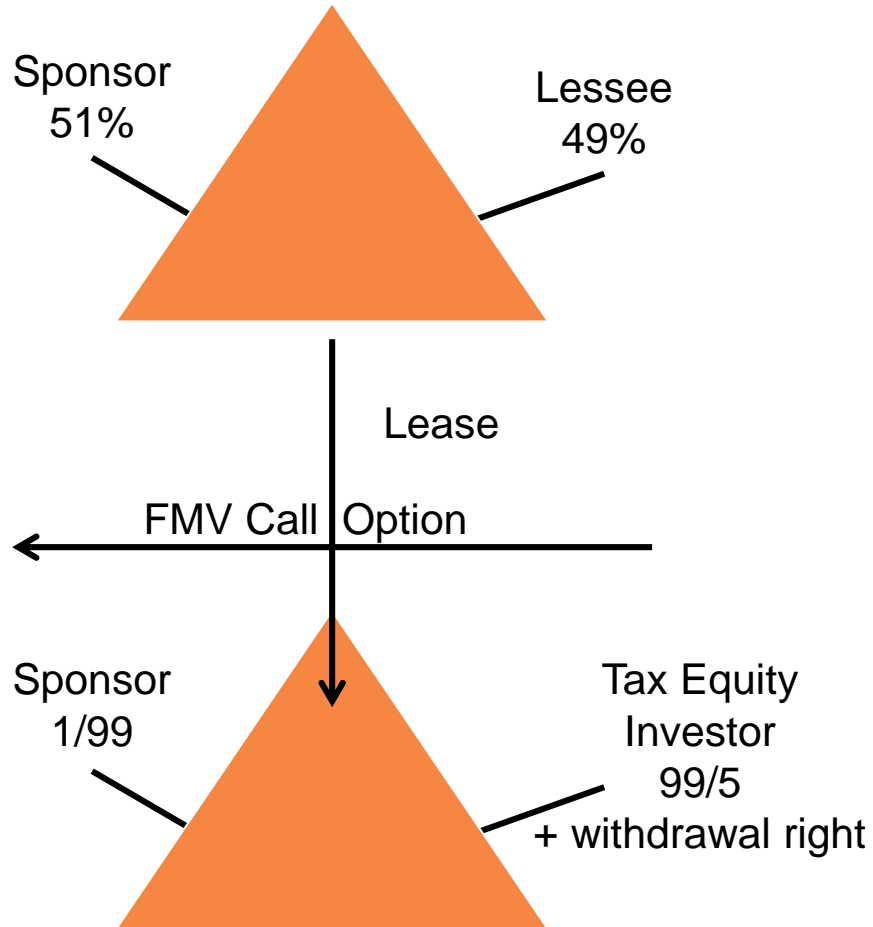 Sponsor
51%
Lessee
49%
Lease
FMV Call Option
Sponsor
1/99
Tax Equity
Investor
99/5
+ withdrawal right